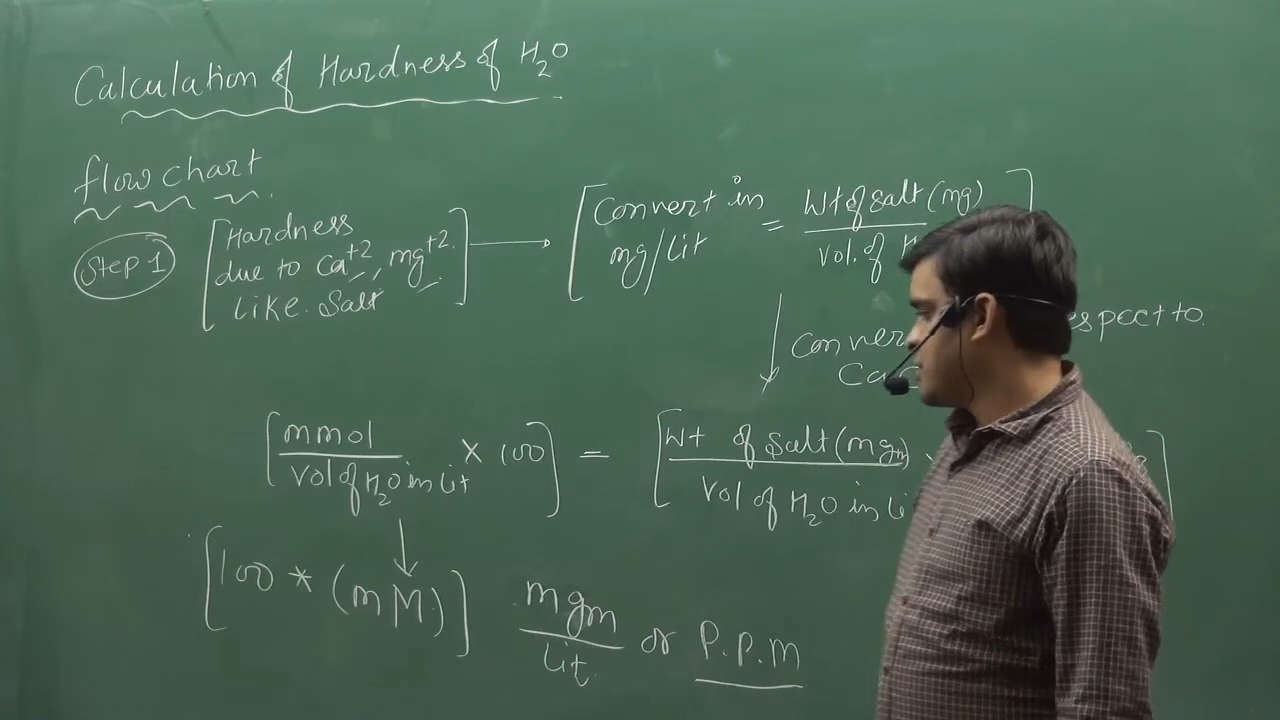 Calculation of Hardness of H₂O
flow chart
Step 1
Hardness
due to Ca⁺², mg⁺².
Like. Salt
[Convert in
mg/Lit
= Wt of salt (mg)
vol. of
]
Conver
espect to.
Ca
[mmol
vol of H₂O in Lit
× 100] =
[Wt of Salt (mgm)
Vol of H₂O in Li
]
[100 * (mM)] mgm
Lit.
or P.P.M